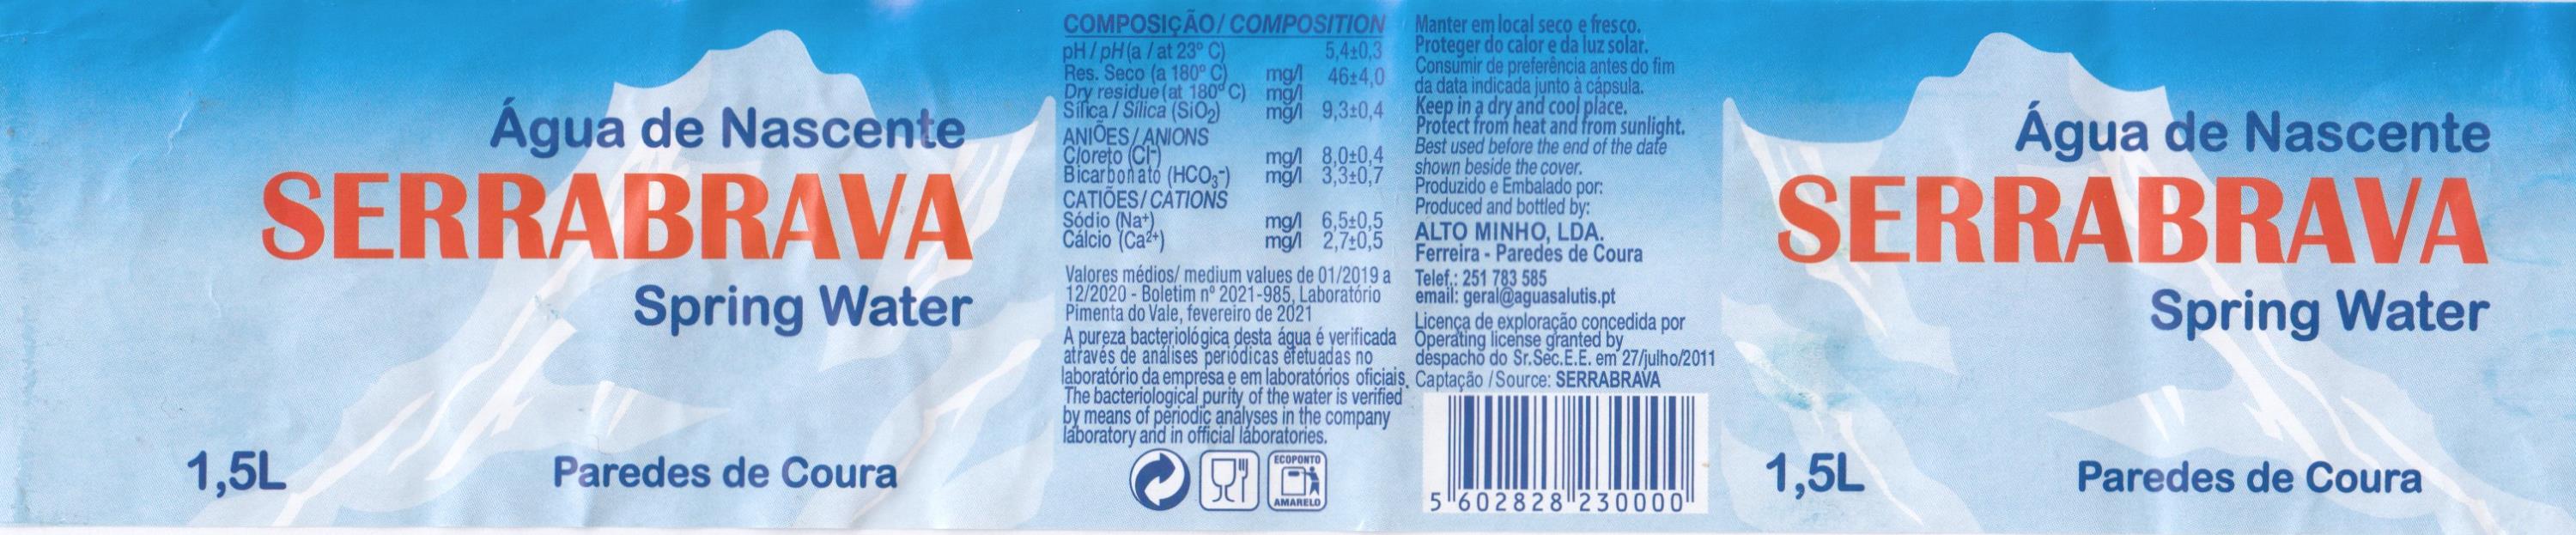 Água de Nascente
SERRABRAVA
Spring Water
1,5L
Paredes de Coura
COMPOSIÇÃO/ COMPOSITION
pH / pH (a / at 23º C) 5,4±0,3
Res. Seco (a 180º C) mg/l 46±4,0
Dry residue (at 180º C) mg/l
Sílica / Sílica (SiO₂) mg/l 9,3±0,4
ANIÕES / ANIONS
Cloreto (Cl⁻) mg/l 8,0±0,4
Bicarbonato (HCO₃⁻) mg/l 3,3±0,7
CATIÕES / CATIONS
Sódio (Na⁺) mg/l 6,5±0,5
Cálcio (Ca²⁺) mg/l 2,7±0,5
Valores médios/ medium values de 01/2019 a
12/2020 - Boletim nº 2021-985, Laboratório
Pimenta do Vale, fevereiro de 2021
A pureza bacteriológica desta água é verificada
através de análises periódicas efetuadas no
laboratório da empresa e em laboratórios oficiais.
The bacteriological purity of the water is verified
by means of periodic analyses in the company
laboratory and in official laboratories.
ECOPONTO
AMARELO
Manter em local seco e fresco.
Proteger do calor e da luz solar.
Consumir de preferência antes do fim
da data indicada junto à cápsula.
Keep in a dry and cool place.
Protect from heat and from sunlight.
Best used before the end of the date
shown beside the cover.
Produzido e Embalado por:
Produced and bottled by:
ALTO MINHO, LDA.
Ferreira - Paredes de Coura
Telef.: 251 783 585
email: geral@aguasalutis.pt
Licença de exploração concedida por
Operating license granted by
despacho do Sr.Sec.E.E. em 27/julho/2011
Captação / Source: SERRABRAVA
5 602828 230000
Água de Nascente
SERRABRAVA
Spring Water
1,5L
Paredes de Coura